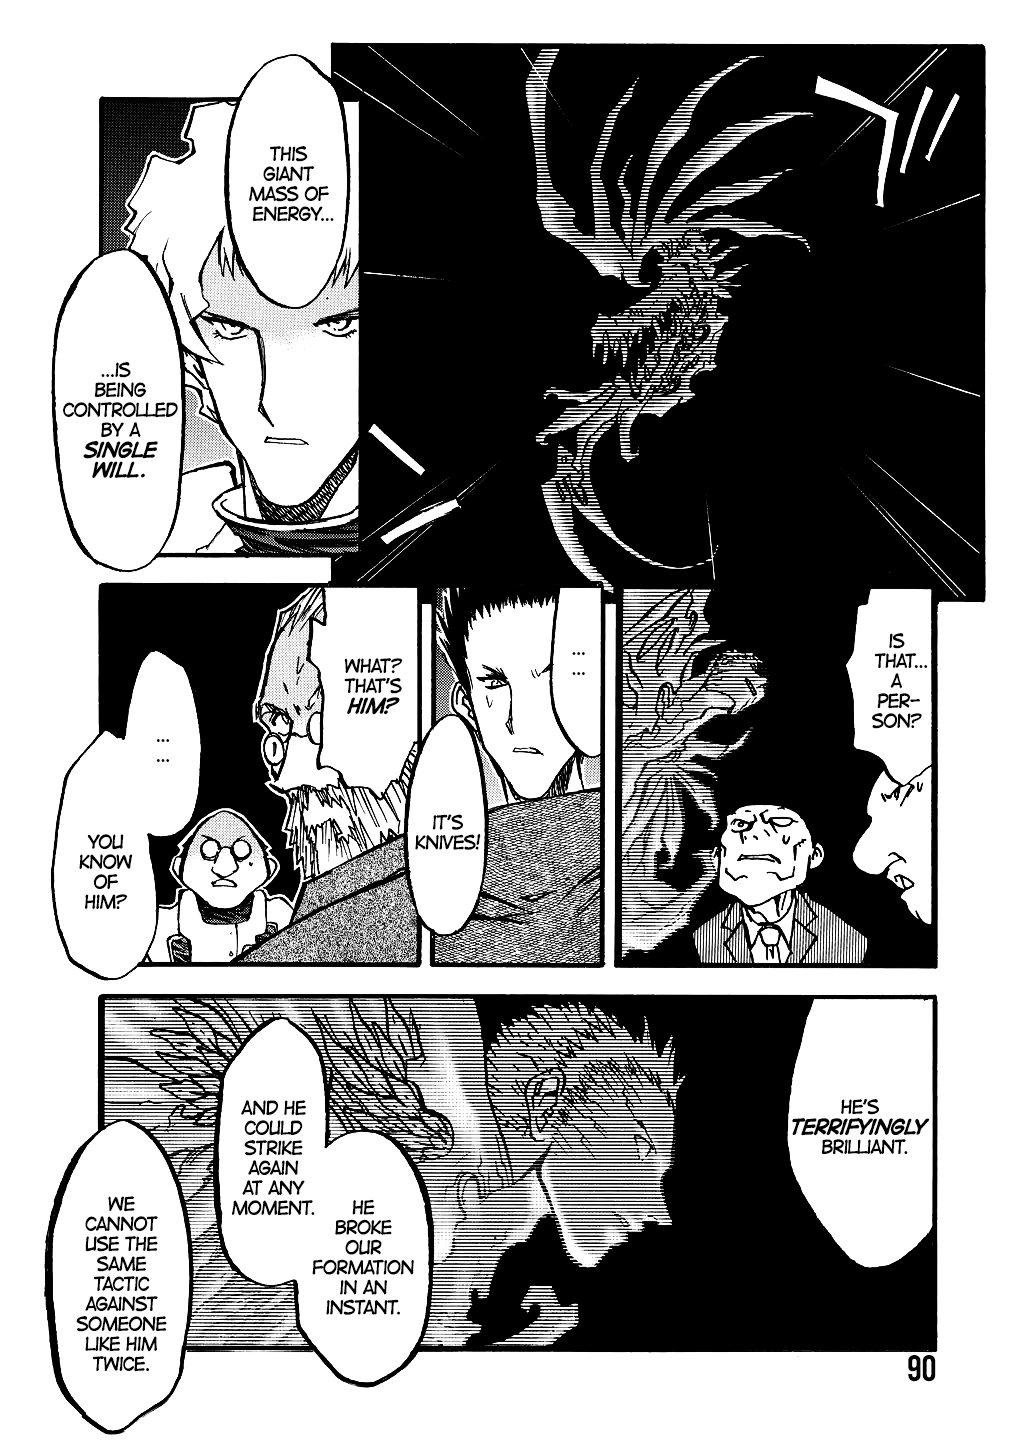 THIS
GIANT
MASS OF
ENERGY...
...IS
BEING
CONTROLLED
BY A
SINGLE
WILL.
IS
THAT...
A
PER-
SON?
...
...
IT'S
KNIVES!
WHAT?
THAT'S
HIM?
...
...
YOU
KNOW
OF
HIM?
HE'S
TERRIFYINGLY
BRILLIANT.
HE
BROKE
OUR
FORMATION
IN AN
INSTANT.
AND HE
COULD
STRIKE
AGAIN
AT ANY
MOMENT.
WE
CANNOT
USE THE
SAME
TACTIC
AGAINST
SOMEONE
LIKE HIM
TWICE.
90